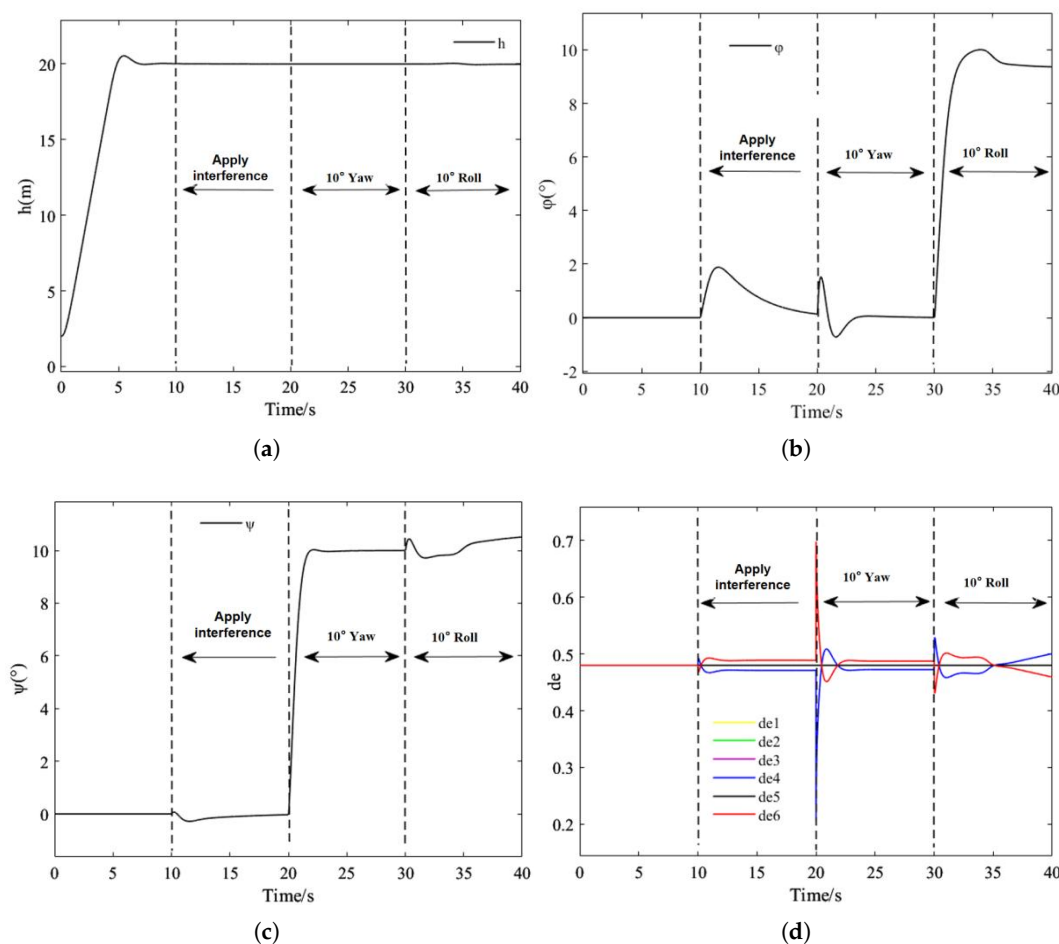 h
20
15
10
5
0
h(m)
Apply
interference
10° Yaw
10° Roll
0 5 10 15 20 25 30 35 40
Time/s
(a)
φ
10
8
6
4
2
0
-2
φ(°)
Apply
interference
10° Yaw
10° Roll
0 5 10 15 20 25 30 35 40
Time/s
(b)
ψ
10
8
6
4
2
0
ψ(°)
Apply
interference
10° Yaw
10° Roll
0 5 10 15 20 25 30 35 40
Time/s
(c)
0.7
0.6
0.5
0.4
0.3
0.2
de
Apply interference
10° Yaw
10° Roll
de1
de2
de3
de4
de5
de6
0 5 10 15 20 25 30 35 40
Time/s
(d)